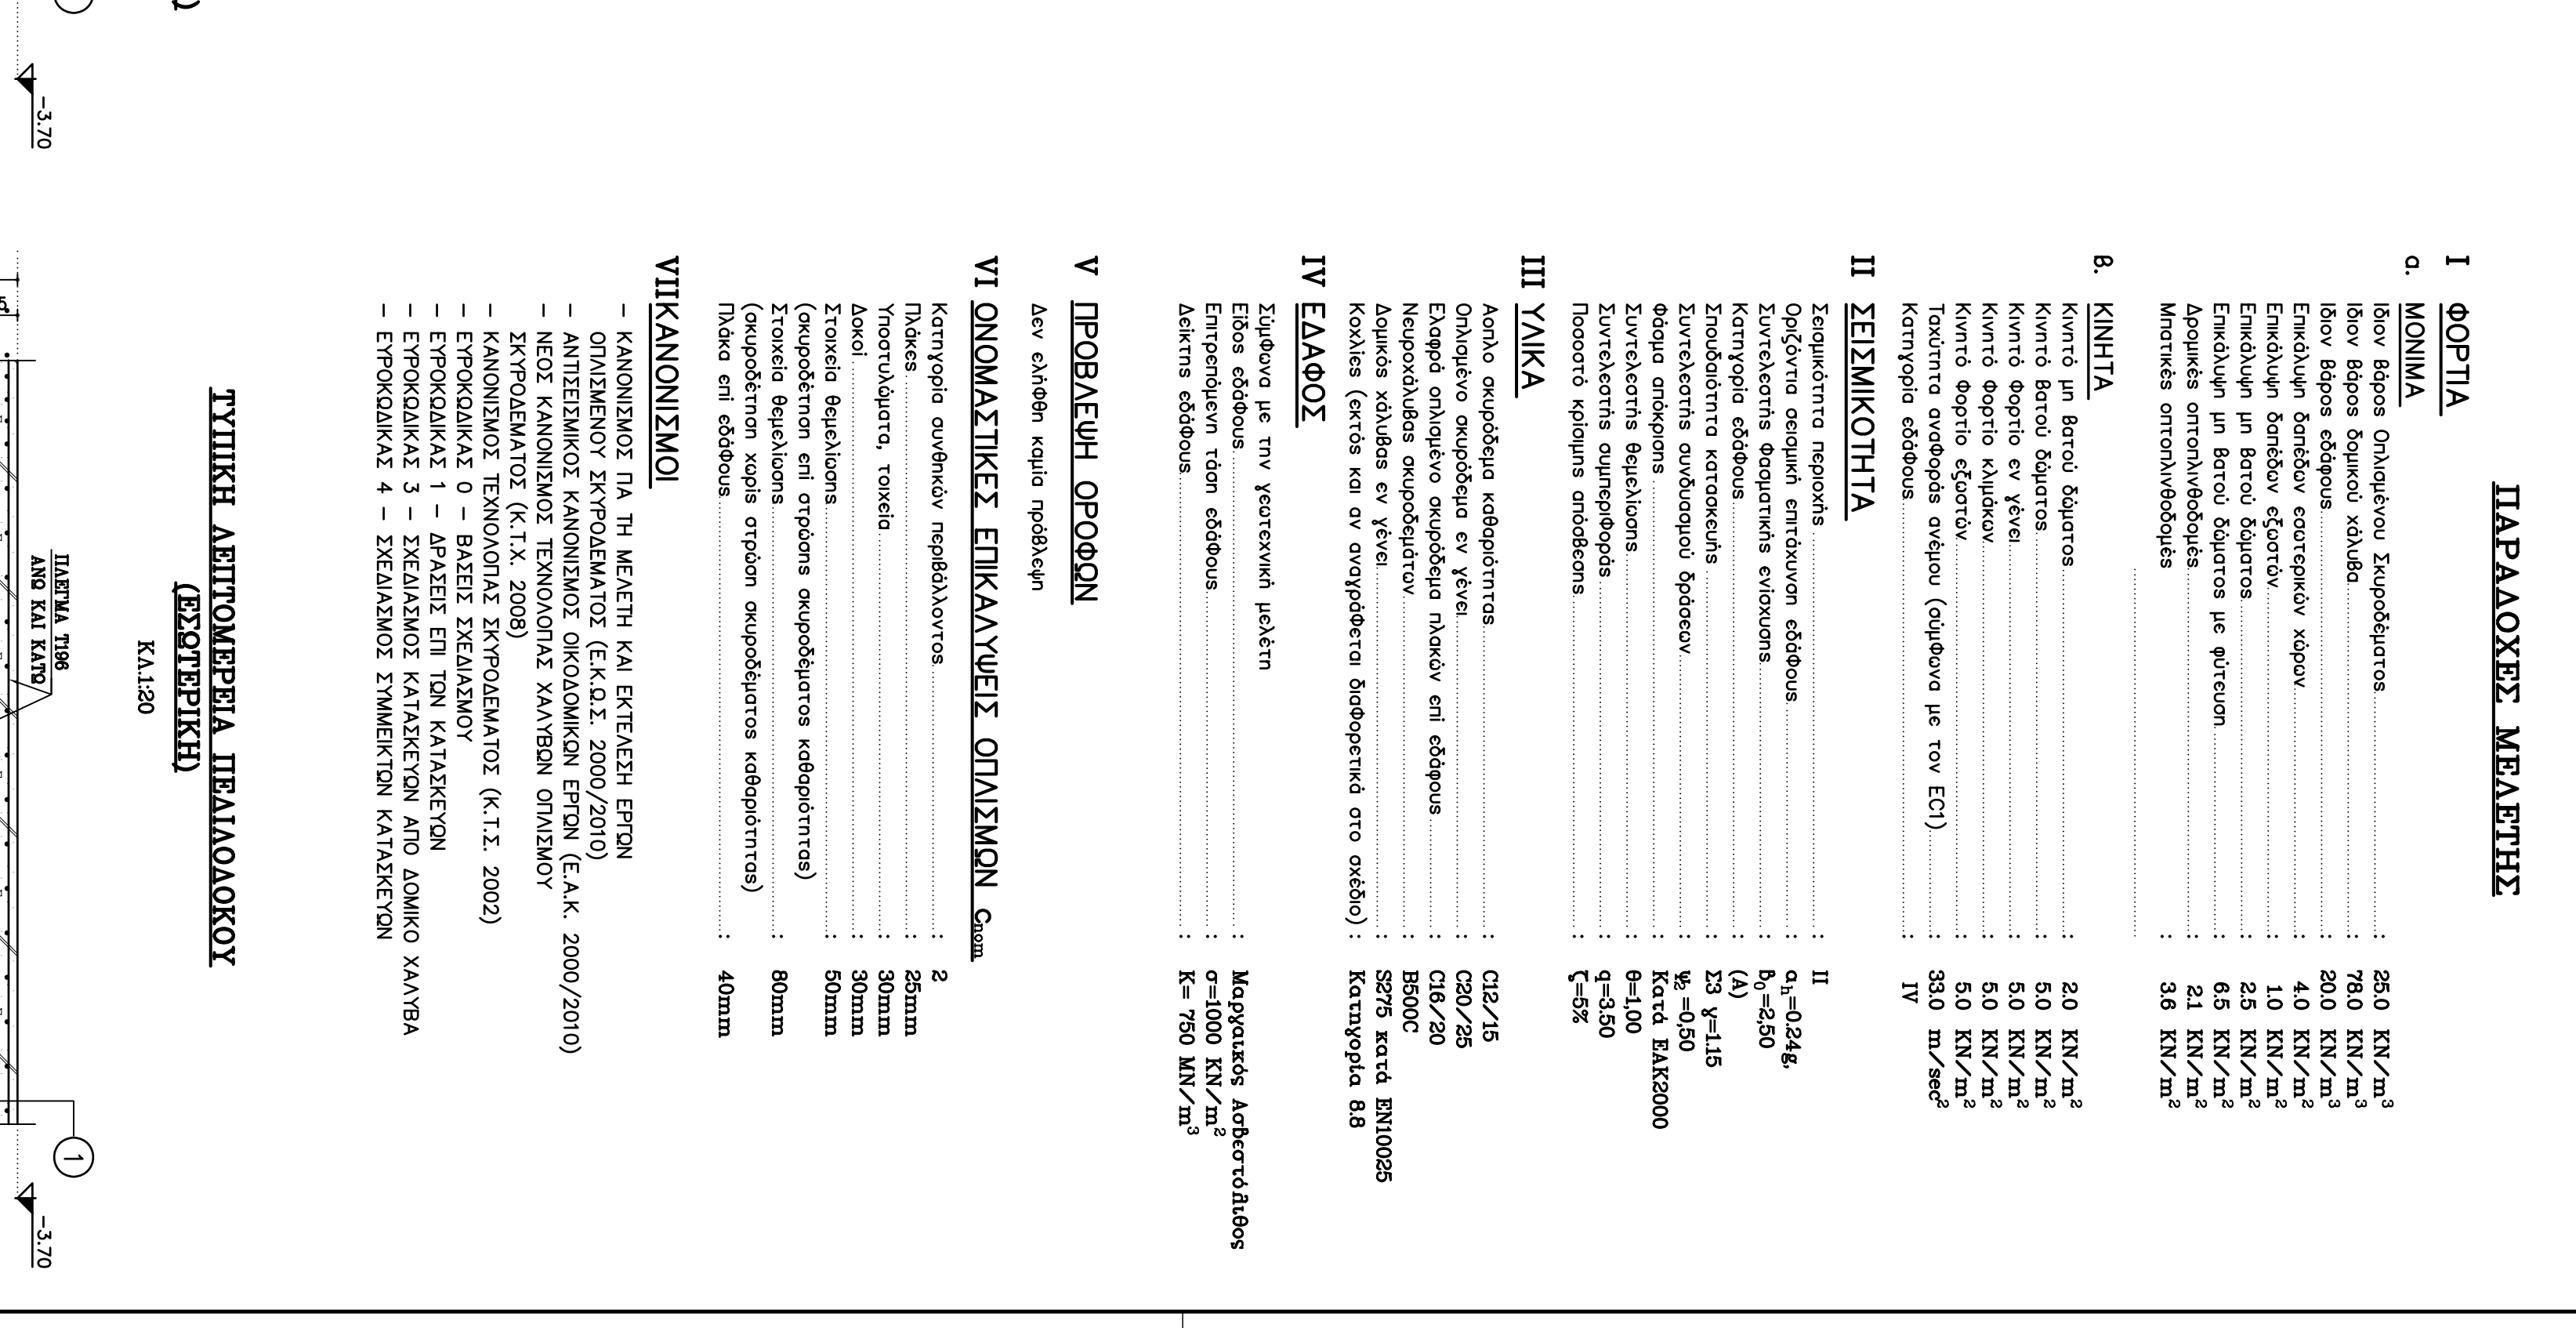 ΠΑΡΑΔΟΧΕΣ ΜΕΛΕΤΗΣ
I ΦΟΡΤΙΑ
α. ΜΟΝΙΜΑ
Ιδιον Βάρος Οπλισμένου Σκυροδέματος : 25.0 KN/m³
Ιδιον Βάρος δομικού χάλυβα : 78.0 KN/m³
Ιδιον Βάρος εδάφους : 20.0 KN/m³
Επικάλυψη δαπέδων εσωτερικών χώρων : 4.0 KN/m²
Επικάλυψη δαπέδων εξωστών : 1.0 KN/m²
Επικάλυψη μη Βατού δώματος : 2.5 KN/m²
Επικάλυψη μη Βατού δώματος με φύτευση : 6.5 KN/m²
Δρομικές οπτοπλινθοδομές : 2.1 KN/m²
Μπατικές οπτοπλινθοδομές : 3.6 KN/m²
β. ΚΙΝΗΤΑ
Κινητό μη Βατού δώματος : 2.0 KN/m²
Κινητό Βατού δώματος : 5.0 KN/m²
Κινητό Φορτίο εν γένει : 5.0 KN/m²
Κινητό Φορτίο κλιμάκων : 5.0 KN/m²
Κινητό Φορτίο εξωστών : 5.0 KN/m²
Ταχύτητα αναΦοράς ανέμου (σύμΦωνα με τον EC1) : 33.0 m/sec²
Κατηγορία εδάΦους : IV
II ΣΕΙΣΜΙΚΟΤΗΤΑ
Σεισμικότητα περιοχής : II
Οριζόντια σεισμική επιτάχυνση εδάΦους : αh=0.24g,
Συντελεστής Φασματικής ενίσχυσης : β0=2,50
Κατηγορία εδάΦους : (A)
Σπουδαιότητα κατασκευής : Σ3 γ=1.15
Συντελεστής συνδυασμού δράσεων : ψ2 =0,50
Φάσμα απόκρισης : Κατά ΕΑΚ2000
Συντελεστής θεμελίωσης : θ=1,00
Συντελεστής συμπεριΦοράς : q=3.50
Ποσοστό κρίσιμης απόσβεσης : ζ=5%
III ΥΛΙΚΑ
Αοπλο σκυρόδεμα καθαριότητας : C12/15
Οπλισμένο σκυρόδεμα εν γένει : C20/25
Ελαφρά οπλισμένο σκυρόδεμα πλακών επί εδάφους : C16/20
Νευροχάλυβας σκυροδεμάτων : B500C
Δομικός χάλυβας εν γένει : S275 κατά EN10025
Κοχλίες (εκτός και αν αναγράΦεται διαΦορετικά στο σχέδιο) : Κατηγορία 8.8
IV ΕΔΑΦΟΣ
ΣύμΦωνα με την γεωτεχνική μελέτη
Είδος εδάΦους : Μαργαικός Ασβεστόλιθος
Επιτρεπόμενη τάση εδάΦους : σ=1000 KN/m²
Δείκτης εδάΦους : K= 750 MN/m³
V ΠΡΟΒΛΕΨΗ ΟΡΟΦΩΝ
Δεν ελήΦθη καμία πρόβλεψη
VI ΟΝΟΜΑΣΤΙΚΕΣ ΕΠΙΚΑΛΥΨΕΙΣ ΟΠΛΙΣΜΩΝ Cnom
Κατηγορία συνθηκών περιβάλλοντος : 2
Πλάκες : 25mm
Υποστυλώματα, τοιχεία : 30mm
Δοκοί : 30mm
Στοιχεία θεμελίωσης : 50mm
(σκυροδέτηση επί στρώσης σκυροδέματος καθαριότητας)
Στοιχεία θεμελίωσης : 80mm
(σκυροδέτηση χωρίς στρώση σκυροδέματος καθαριότητας)
Πλάκα επί εδάφους : 40mm
VII ΚΑΝΟΝΙΣΜΟΙ
– ΚΑΝΟΝΙΣΜΟΣ ΓΙΑ ΤΗ ΜΕΛΕΤΗ ΚΑΙ ΕΚΤΕΛΕΣΗ ΕΡΓΩΝ
ΟΠΛΙΣΜΕΝΟΥ ΣΚΥΡΟΔΕΜΑΤΟΣ (Ε.Κ.Ω.Σ. 2000/2010)
– ΑΝΤΙΣΕΙΣΜΙΚΟΣ ΚΑΝΟΝΙΣΜΟΣ ΟΙΚΟΔΟΜΙΚΩΝ ΕΡΓΩΝ (Ε.Α.Κ. 2000/2010)
– ΝΕΟΣ ΚΑΝΟΝΙΣΜΟΣ ΤΕΧΝΟΛΟΓΙΑΣ ΧΑΛΥΒΩΝ ΟΠΛΙΣΜΟΥ
ΣΚΥΡΟΔΕΜΑΤΟΣ (Κ.Τ.Χ. 2008)
– ΚΑΝΟΝΙΣΜΟΣ ΤΕΧΝΟΛΟΓΙΑΣ ΣΚΥΡΟΔΕΜΑΤΟΣ (Κ.Τ.Σ. 2002)
– ΕΥΡΟΚΩΔΙΚΑΣ 0 – ΒΑΣΕΙΣ ΣΧΕΔΙΑΣΜΟΥ
– ΕΥΡΟΚΩΔΙΚΑΣ 1 – ΔΡΑΣΕΙΣ ΕΠΙ ΤΩΝ ΚΑΤΑΣΚΕΥΩΝ
– ΕΥΡΟΚΩΔΙΚΑΣ 3 – ΣΧΕΔΙΑΣΜΟΣ ΚΑΤΑΣΚΕΥΩΝ ΑΠΟ ΔΟΜΙΚΟ ΧΑΛΥΒΑ
– ΕΥΡΟΚΩΔΙΚΑΣ 4 – ΣΧΕΔΙΑΣΜΟΣ ΣΥΜΜΕΙΚΤΩΝ ΚΑΤΑΣΚΕΥΩΝ
ΤΥΠΙΚΗ ΛΕΠΤΟΜΕΡΕΙΑ ΠΕΔΙΛΟΔΟΚΟΥ
(ΕΣΩΤΕΡΙΚΗ)
ΚΛ.1:20
ΠΛΕΓΜΑ Τ196
ΑΝΩ ΚΑΙ ΚΑΤΩ
1
-3.70
-3.70